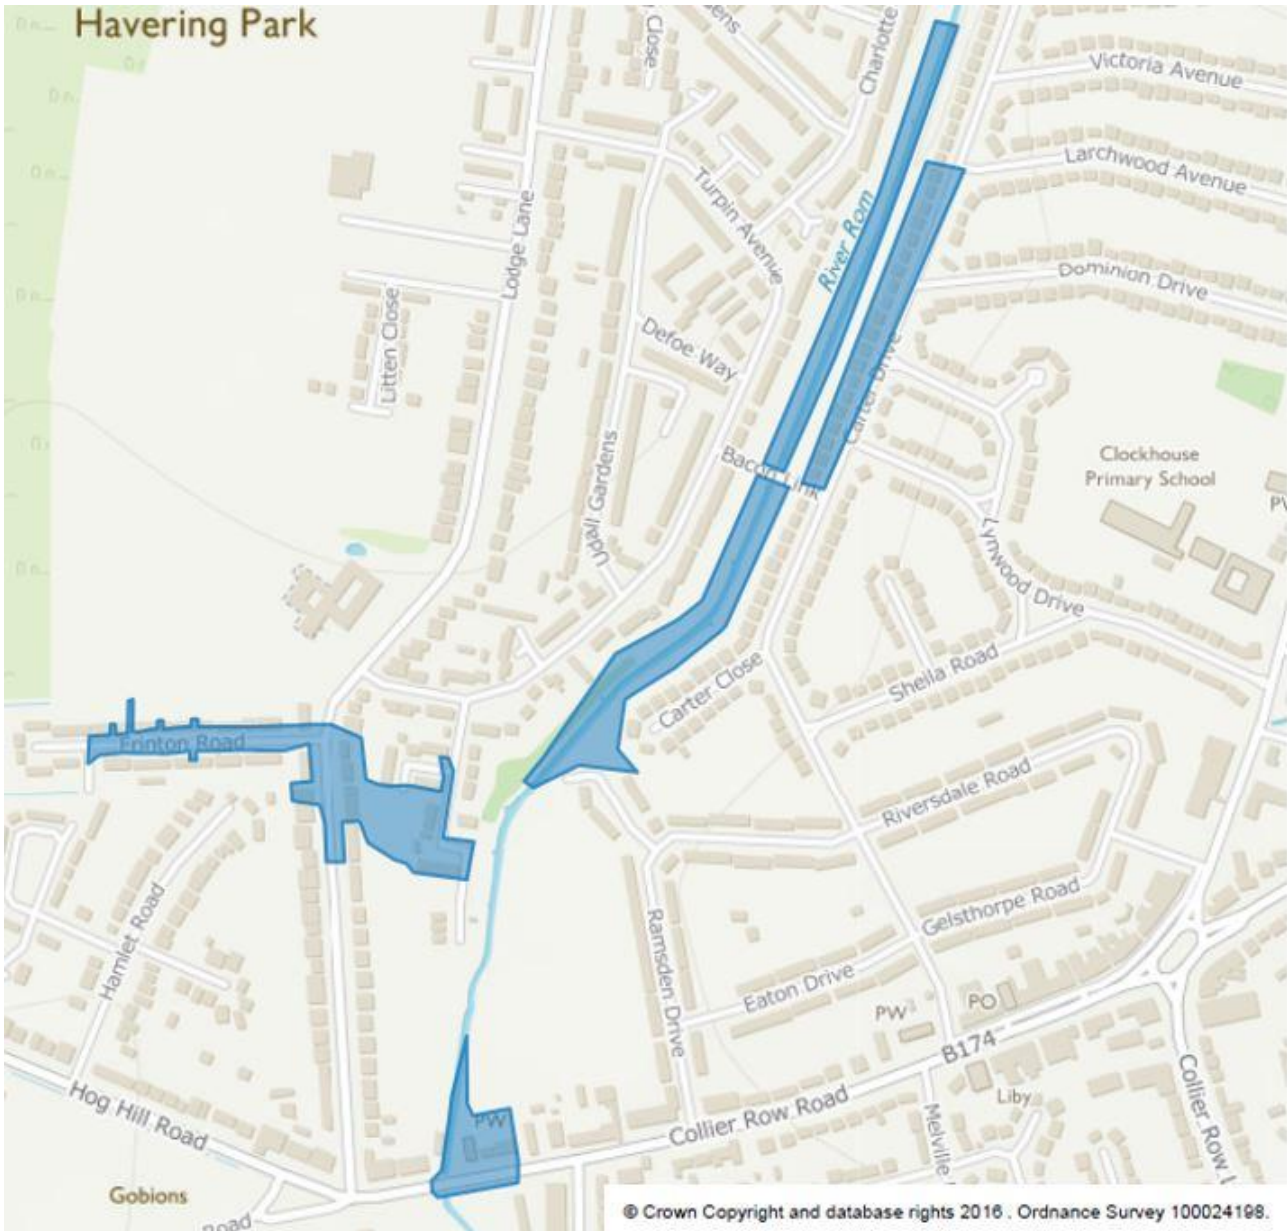 Havering Park
Close
Charlotte
Victoria Avenue
Larchwood Avenue
Turpin Avenue
River Rom
Lodge Lane
Dominion Drive
Litten Close
Defoe Way
Carter Drive
Bacon Link
Clockhouse
Primary School
Udall Gardens
Lynwood Drive
Sheila Road
Carter Close
Frinton Road
Riversdale Road
Gelsthorpe Road
Hamlet Road
Ramsden Drive
Eaton Drive
PW
PO
B174
Hog Hill Road
PW
Collier Row Road
Liby
Melville
Collier Row L
Gobions
Road
© Crown Copyright and database rights 2016 . Ordnance Survey 100024198.